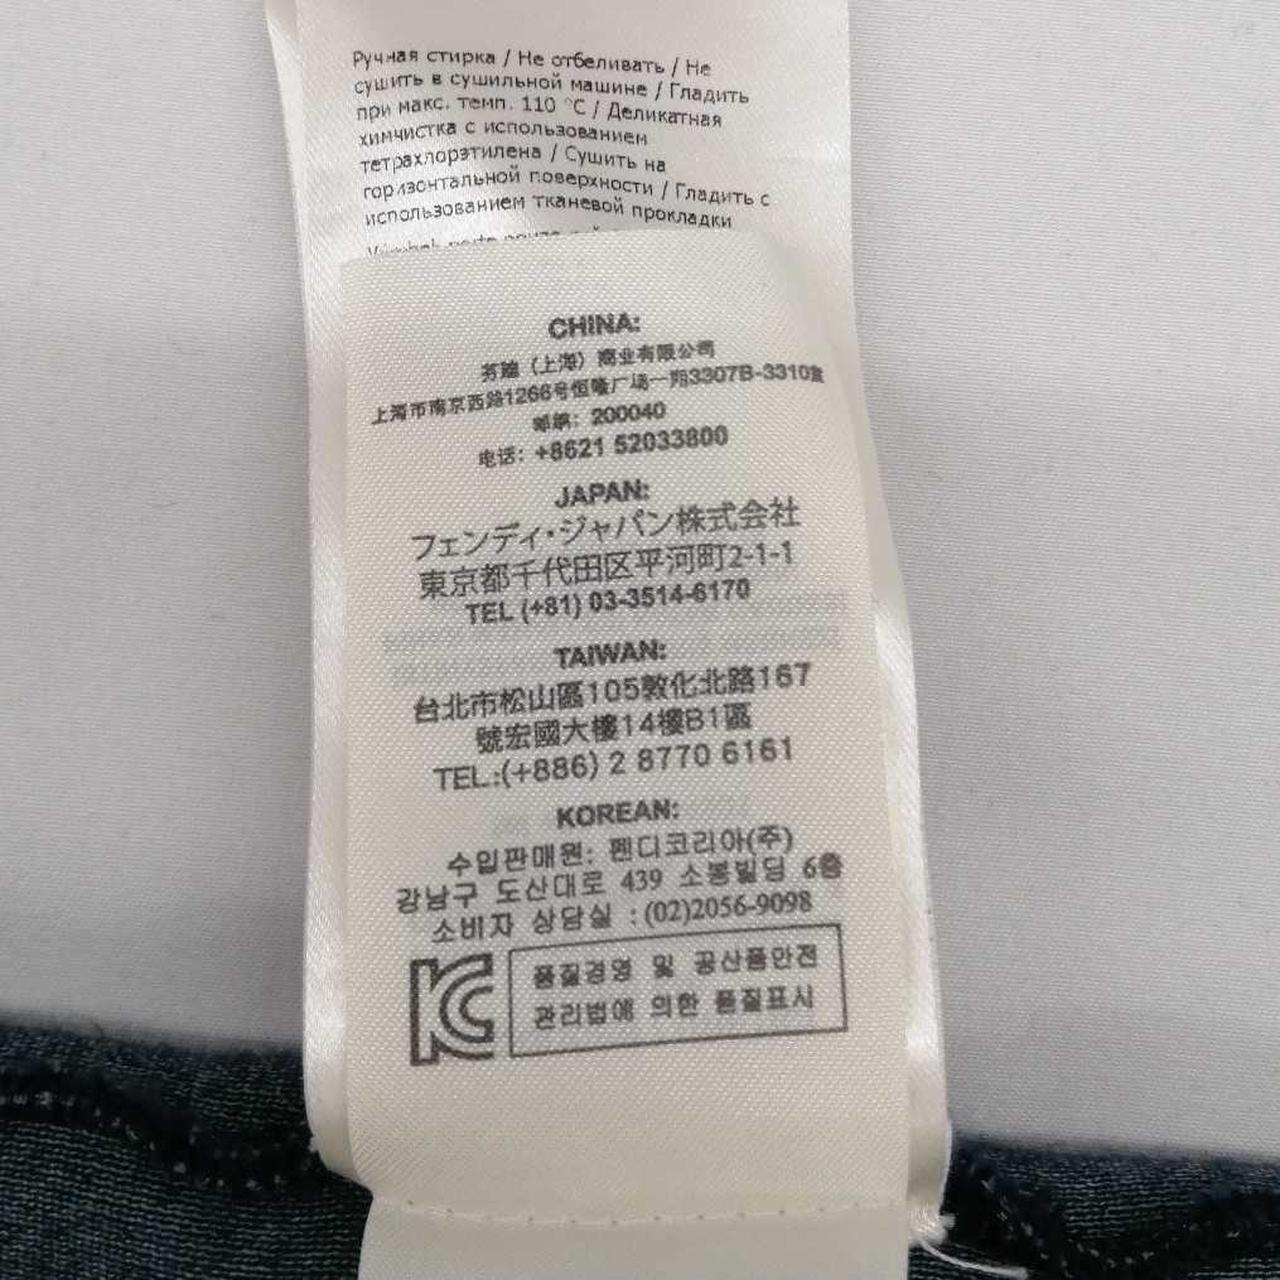 Ручная стирка / Не отбеливать / Не
сушить в сушильной машине / Гладить
при макс. темп. 110 °C / Деликатная
химчистка с использованием
тетрахлорэтилена / Сушить на
горизонтальной поверхности / Гладить с
использованием тканевой прокладки
CHINA:
芬迪（上海）商业有限公司
上海市南京西路1266号恒隆广场一期3307B-3310室
邮编：200040
电话：+8621 52033800
JAPAN:
フェンディ・ジャパン株式会社
東京都千代田区平河町2-1-1
TEL (+81) 03-3514-6170
TAIWAN:
台北市松山區105敦化北路167
號宏國大樓14樓B1區
TEL.:(+886) 2 8770 6161
KOREAN:
수입판매원: 펜디코리아(주)
강남구 도산대로 439 소봉빌딩 6층
소비자 상담실 : (02)2056-9098
품질경영 및 공산품안전
관리법에 의한 품질표시